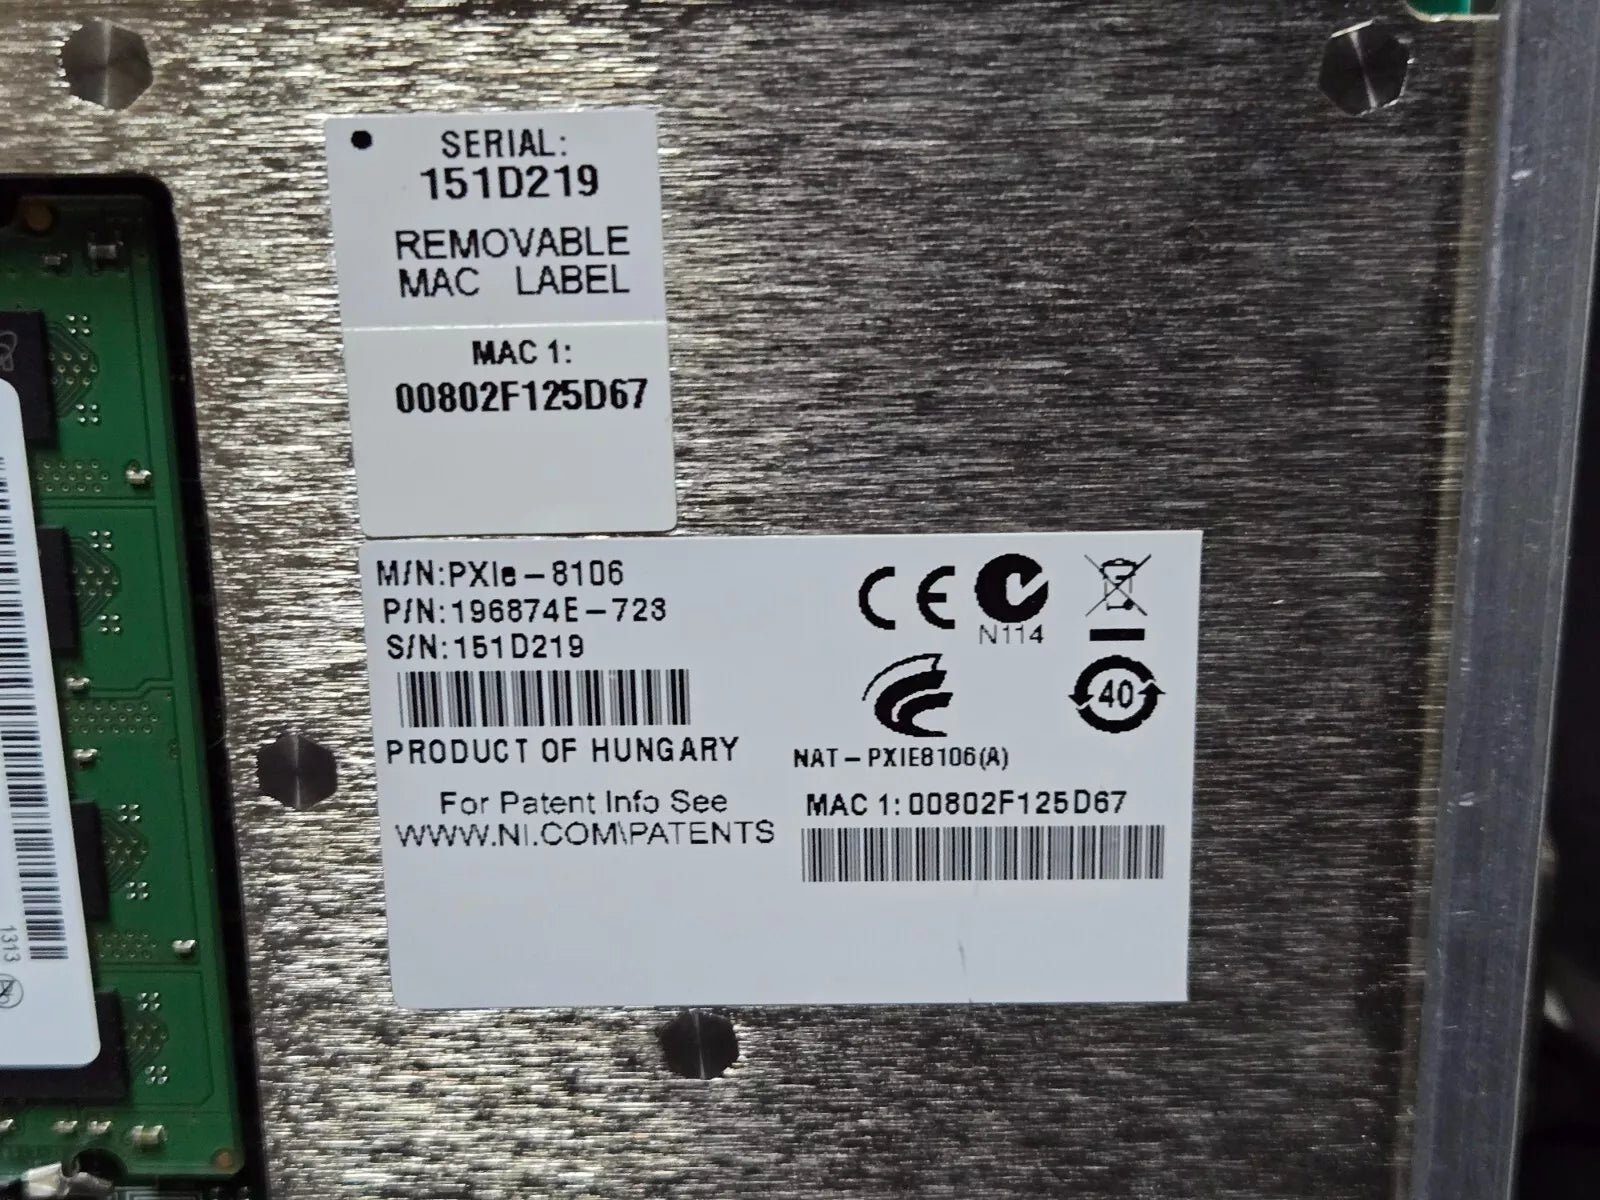 SERIAL:
151D219
REMOVABLE
MAC LABEL
MAC 1:
00802F125D67
M/N:PXIe-8106
P/N:196874E-723
S/N:151D219
PRODUCT OF HUNGARY
For Patent Info See
WWW.NI.COM\PATENTS
CE
N114
40
NAT-PXIE8106(A)
MAC 1:00802F125D67
1313